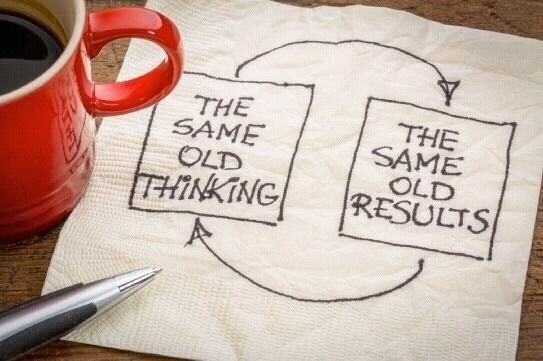 THE
SAME
OLD
THINKING
THE
SAME
OLD
RESULTS